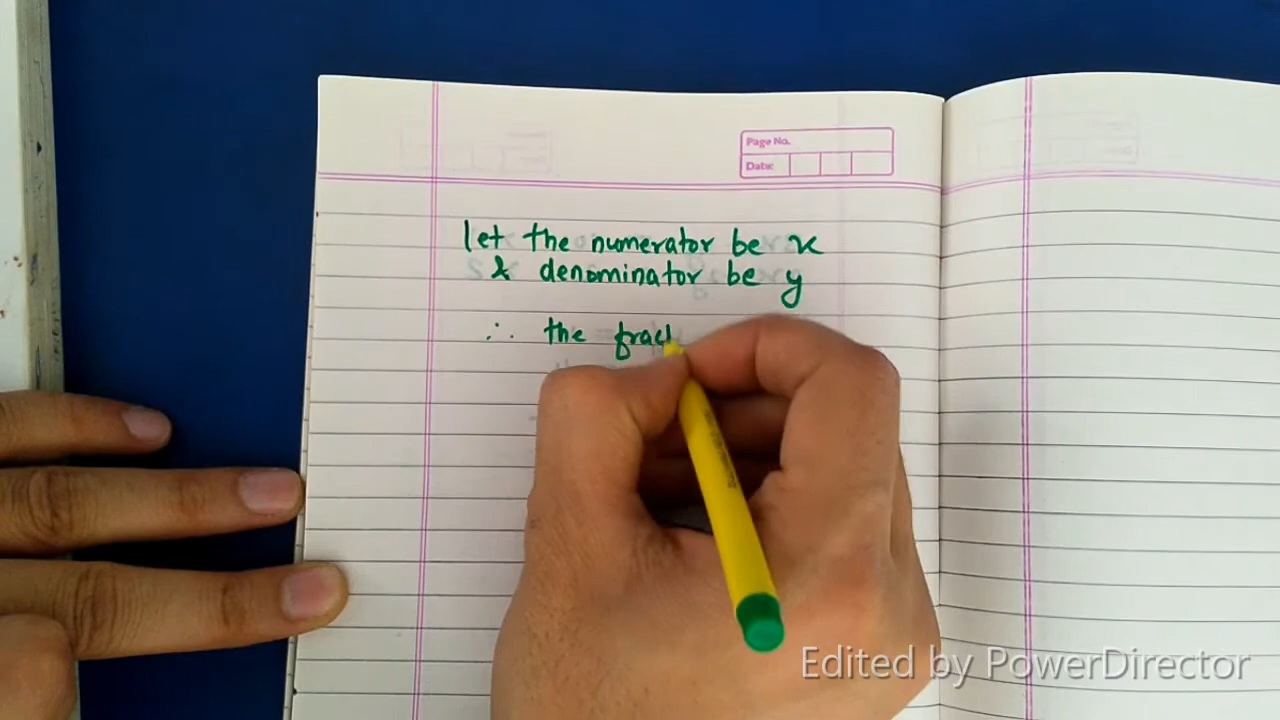 Page No.
Date:
let the numerator be x
& denominator be y
∴ the frac
Edited by PowerDirector